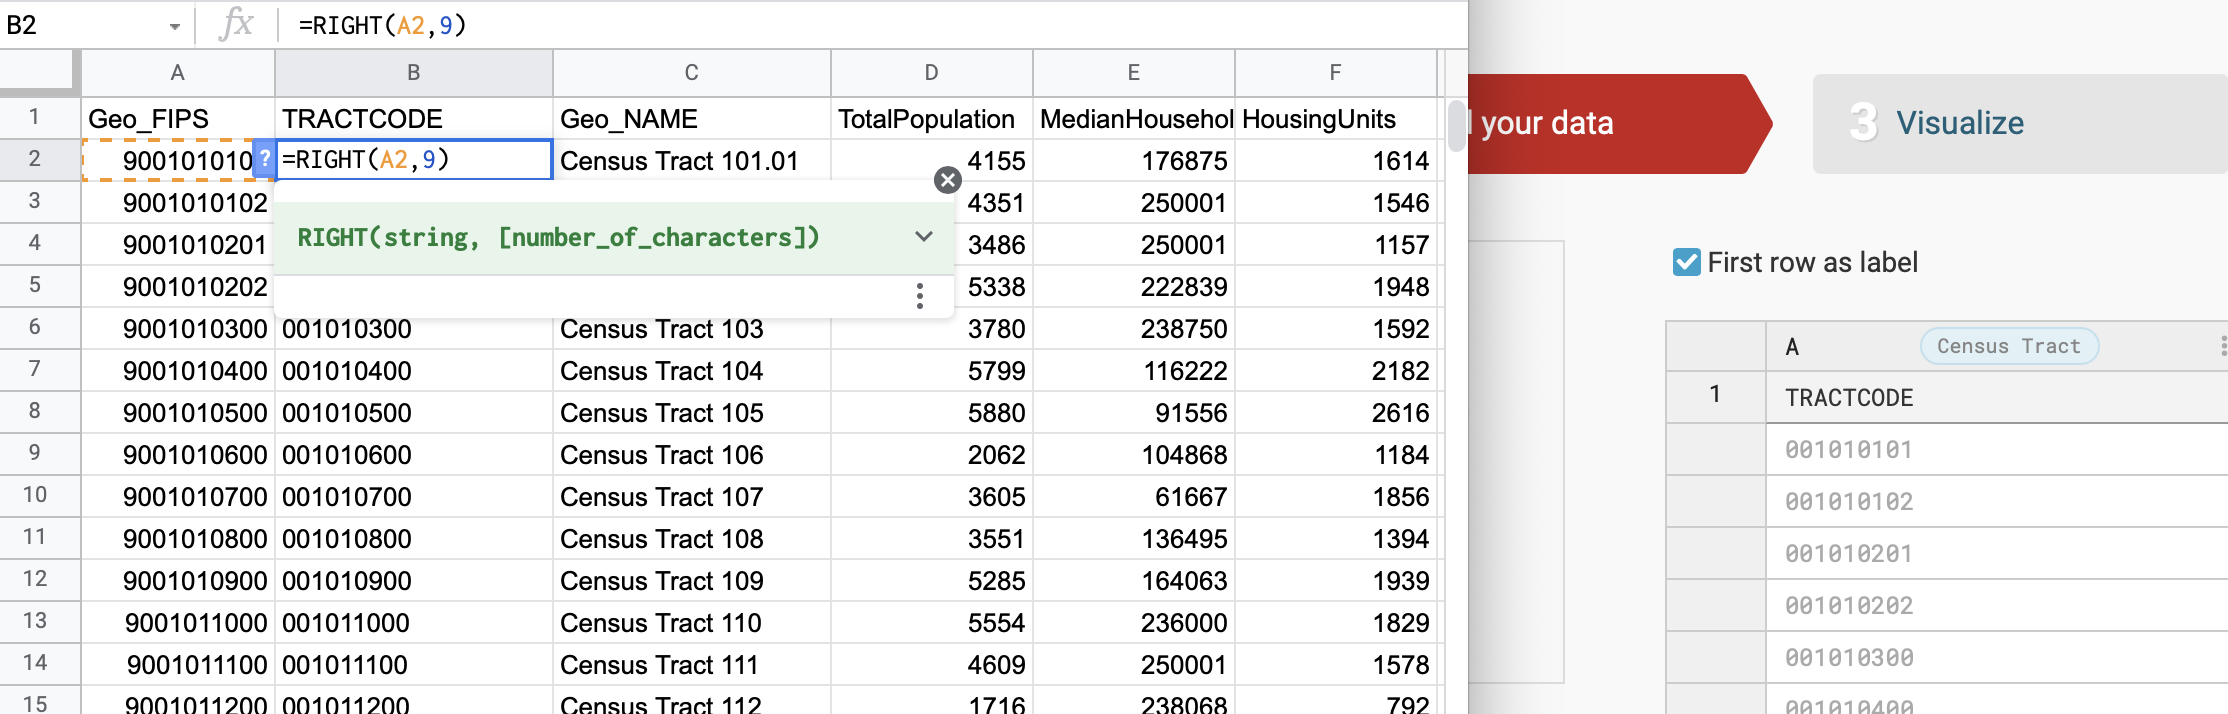 B2 fx =RIGHT(A2,9)
A B C D E F
1 Geo_FIPS TRACTCODE Geo_NAME TotalPopulation MedianHousehol HousingUnits
2 900101010 ? =RIGHT(A2,9) Census Tract 101.01 4155 176875 1614
3 9001010102 4351 250001 1546
RIGHT(string, [number_of_characters])
4 9001010201 3486 250001 1157
5 9001010202 5338 222839 1948
6 9001010300 001010300 Census Tract 103 3780 238750 1592
7 9001010400 001010400 Census Tract 104 5799 116222 2182
8 9001010500 001010500 Census Tract 105 5880 91556 2616
9 9001010600 001010600 Census Tract 106 2062 104868 1184
10 9001010700 001010700 Census Tract 107 3605 61667 1856
11 9001010800 001010800 Census Tract 108 3551 136495 1394
12 9001010900 001010900 Census Tract 109 5285 164063 1939
13 9001011000 001011000 Census Tract 110 5554 236000 1829
14 9001011100 001011100 Census Tract 111 4609 250001 1578
15 9001011200 001011200 Census Tract 112 1716 238068 792
your data
3 Visualize
First row as label
A Census Tract
1 TRACTCODE
001010101
001010102
001010201
001010202
001010300
001010400